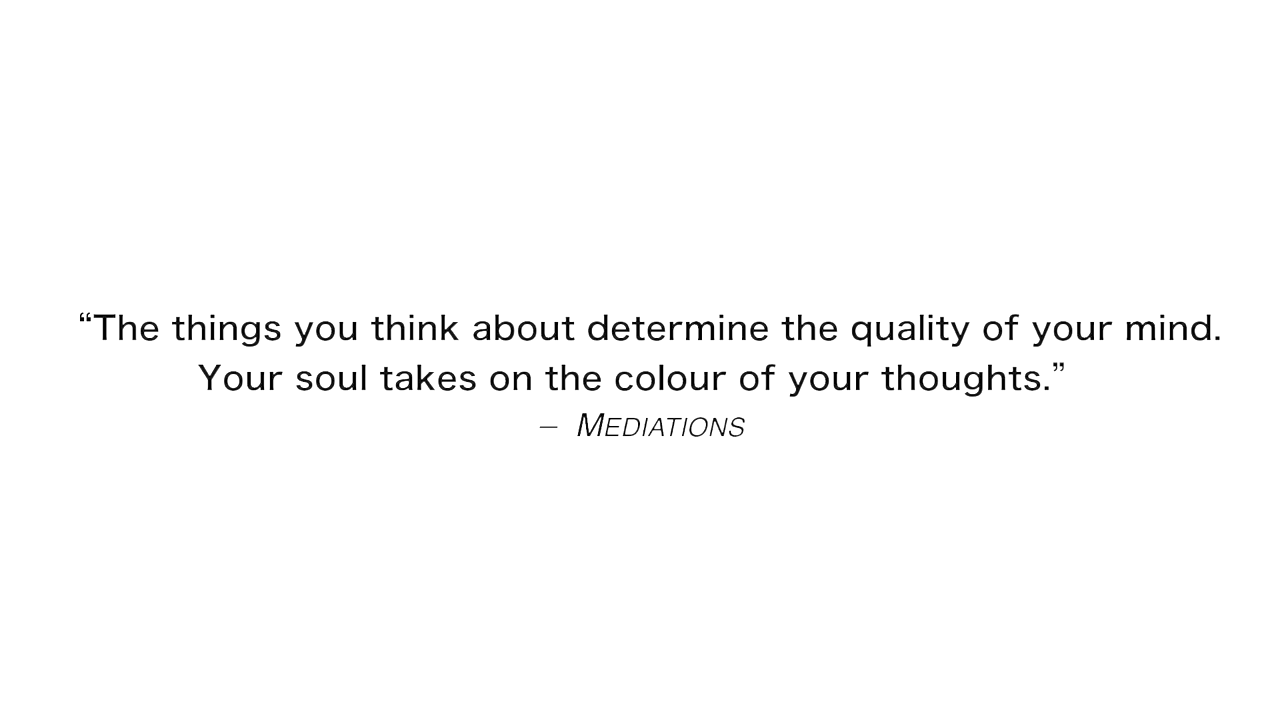 “The things you think about determine the quality of your mind.
Your soul takes on the colour of your thoughts.”
– MEDIATIONS